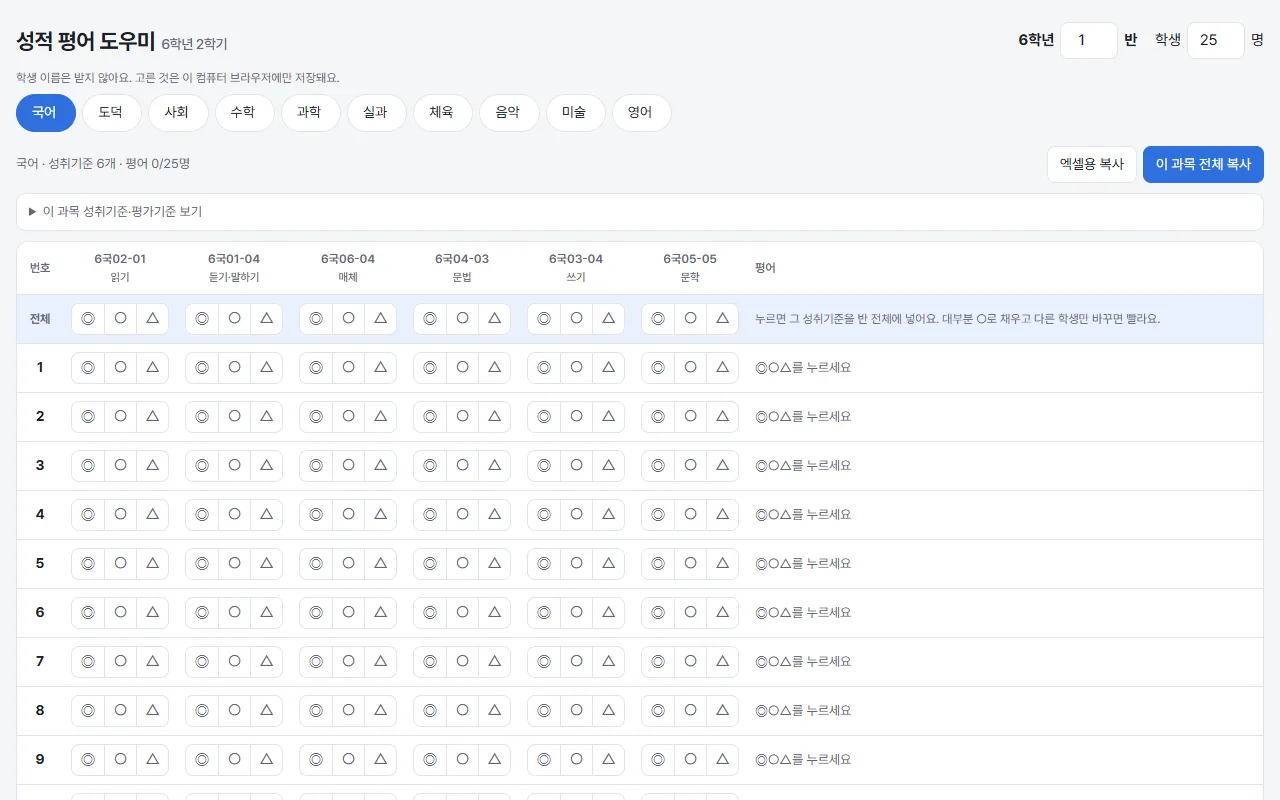 성적 평어 도우미 6학년 2학기
6학년 1 반 학생 25 명
학생 이름은 받지 않아요. 고른 것은 이 컴퓨터 브라우저에만 저장돼요.
국어 도덕 사회 수학 과학 실과 체육 음악 미술 영어
국어 · 성취기준 6개 · 평어 0/25명
엑셀용 복사 이 과목 전체 복사
▶ 이 과목 성취기준·평가기준 보기
번호 6국02-01 6국01-04 6국06-04 6국04-03 6국03-04 6국05-05 평어
읽기 듣기·말하기 매체 문법 쓰기 문학
전체 ◎ ○ △ ◎ ○ △ ◎ ○ △ ◎ ○ △ ◎ ○ △ ◎ ○ △ 누르면 그 성취기준을 반 전체에 넣어요. 대부분 ○로 채우고 다른 학생만 바꾸면 빨라요.
1 ◎ ○ △ ◎ ○ △ ◎ ○ △ ◎ ○ △ ◎ ○ △ ◎ ○ △ ◎○△를 누르세요
2 ◎ ○ △ ◎ ○ △ ◎ ○ △ ◎ ○ △ ◎ ○ △ ◎ ○ △ ◎○△를 누르세요
3 ◎ ○ △ ◎ ○ △ ◎ ○ △ ◎ ○ △ ◎ ○ △ ◎ ○ △ ◎○△를 누르세요
4 ◎ ○ △ ◎ ○ △ ◎ ○ △ ◎ ○ △ ◎ ○ △ ◎ ○ △ ◎○△를 누르세요
5 ◎ ○ △ ◎ ○ △ ◎ ○ △ ◎ ○ △ ◎ ○ △ ◎ ○ △ ◎○△를 누르세요
6 ◎ ○ △ ◎ ○ △ ◎ ○ △ ◎ ○ △ ◎ ○ △ ◎ ○ △ ◎○△를 누르세요
7 ◎ ○ △ ◎ ○ △ ◎ ○ △ ◎ ○ △ ◎ ○ △ ◎ ○ △ ◎○△를 누르세요
8 ◎ ○ △ ◎ ○ △ ◎ ○ △ ◎ ○ △ ◎ ○ △ ◎ ○ △ ◎○△를 누르세요
9 ◎ ○ △ ◎ ○ △ ◎ ○ △ ◎ ○ △ ◎ ○ △ ◎ ○ △ ◎○△를 누르세요